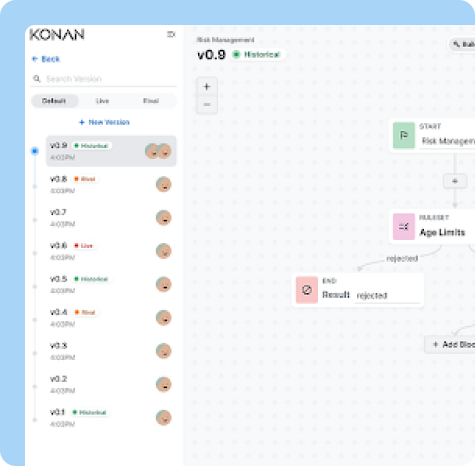 KONAN
Back
Search Version
Default Live Rival
+ New Version
v0.9 Historical
4:03PM
v0.8 Rival
4:03PM
v0.7
4:03PM
v0.6 Live
4:03PM
v0.5 Historical
4:03PM
v0.4 Rival
4:03PM
v0.3
4:03PM
v0.2
4:03PM
v0.1 Historical
4:03PM
Risk Management
v0.9 Historical
START
Risk Managem
RULESET
Age Limits
rejected
END
Result rejected
+ Add Bloc